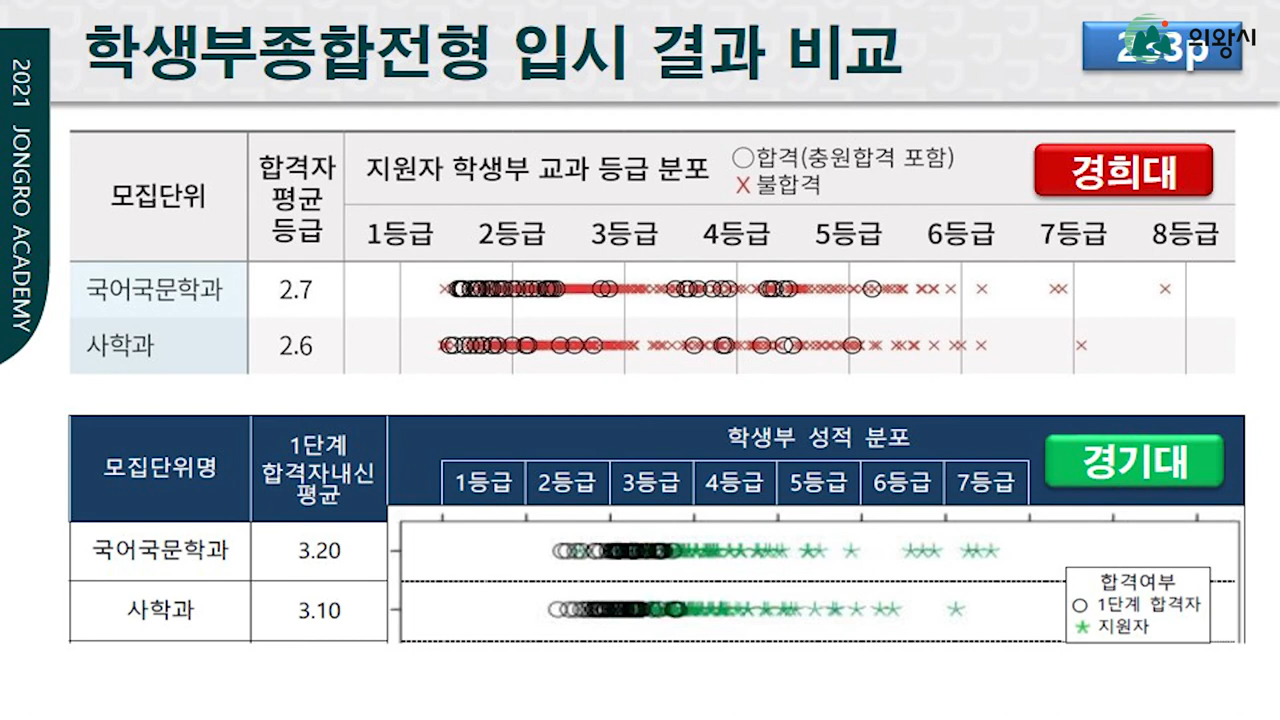 학생부종합전형 입시 결과 비교
의왕시
2021 JONGRO ACADEMY
모집단위
합격자
평균
등급
지원자 학생부 교과 등급 분포
○합격(충원합격 포함)
X 불합격
경희대
1등급 2등급 3등급 4등급 5등급 6등급 7등급 8등급
국어국문학과 2.7
사학과 2.6
모집단위명
1단계
합격자내신
평균
학생부 성적 분포
경기대
1등급 2등급 3등급 4등급 5등급 6등급 7등급
국어국문학과 3.20
사학과 3.10
합격여부
○ 1단계 합격자
* 지원자